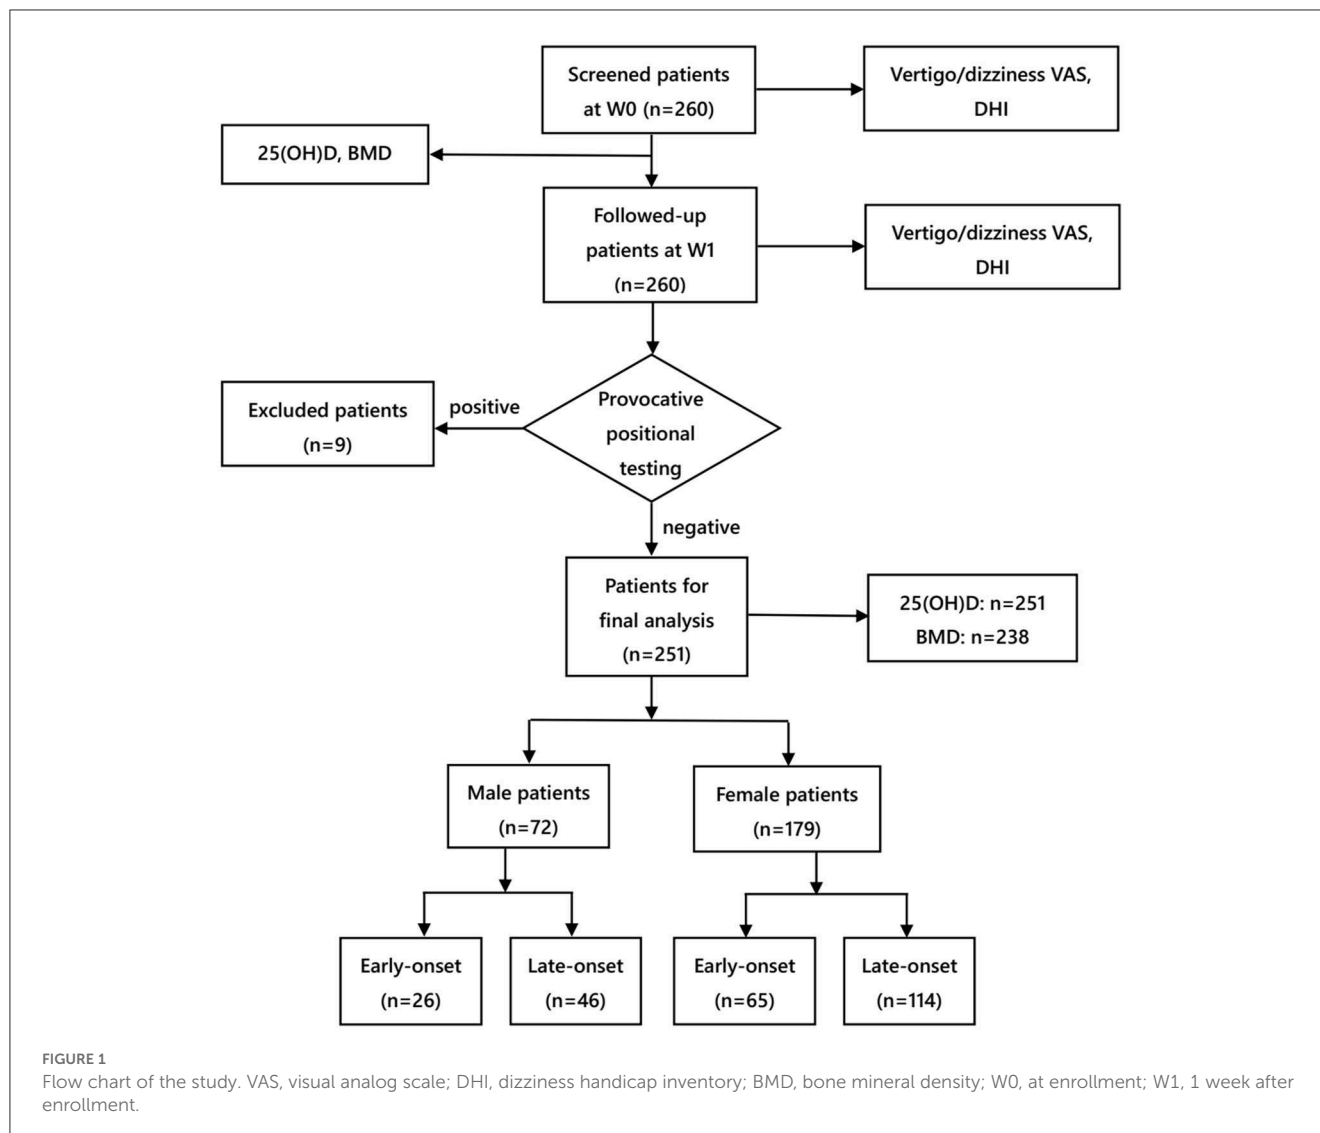 Screened patients
at W0 (n=260)
Vertigo/dizziness VAS,
DHI
25(OH)D, BMD
Followed-up
patients at W1
(n=260)
Vertigo/dizziness VAS,
DHI
Provocative
positional
testing
positive
Excluded patients
(n=9)
negative
Patients for
final analysis
(n=251)
25(OH)D: n=251
BMD: n=238
Male patients
(n=72)
Female patients
(n=179)
Early-onset
(n=26)
Late-onset
(n=46)
Early-onset
(n=65)
Late-onset
(n=114)
FIGURE 1
Flow chart of the study. VAS, visual analog scale; DHI, dizziness handicap inventory; BMD, bone mineral density; W0, at enrollment; W1, 1 week after
enrollment.